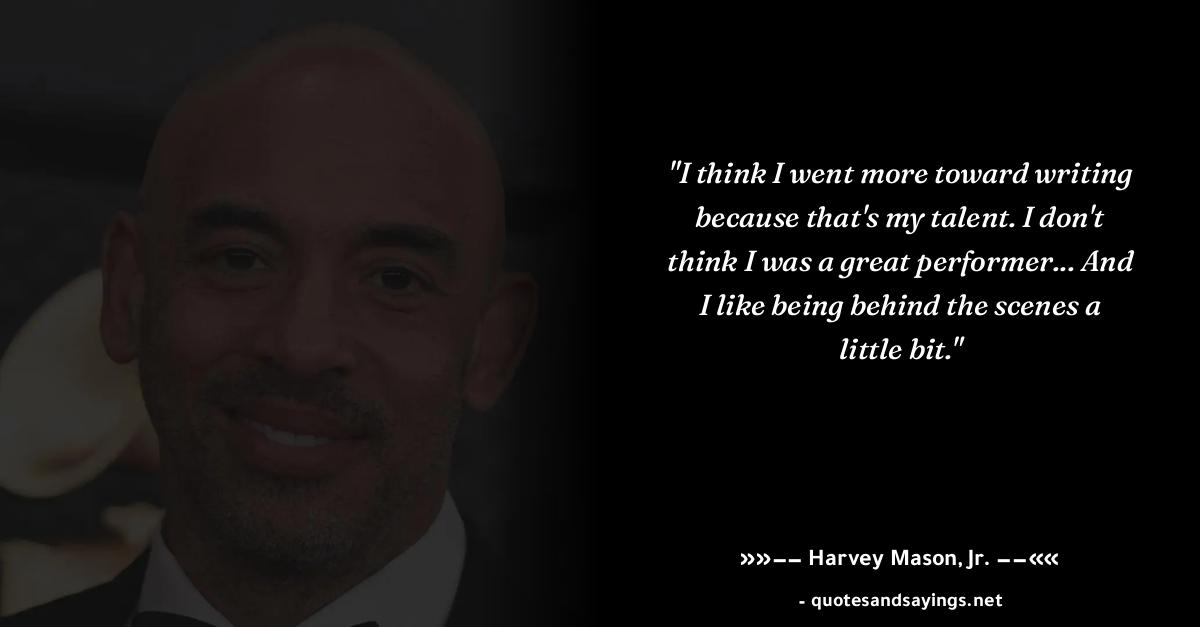 "I think I went more toward writing
because that's my talent. I don't
think I was a great performer... And
I like being behind the scenes a
little bit."
»»—— Harvey Mason, Jr. ——««
- quotesandsayings.net